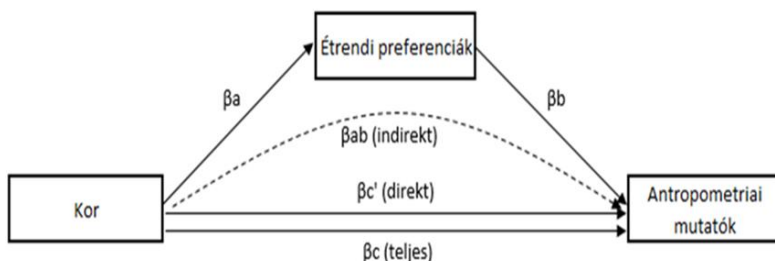 Étrendi preferenciák
βa
βb
βab (indirekt)
Kor
βc' (direkt)
Antropometriai
mutatók
βc (teljes)